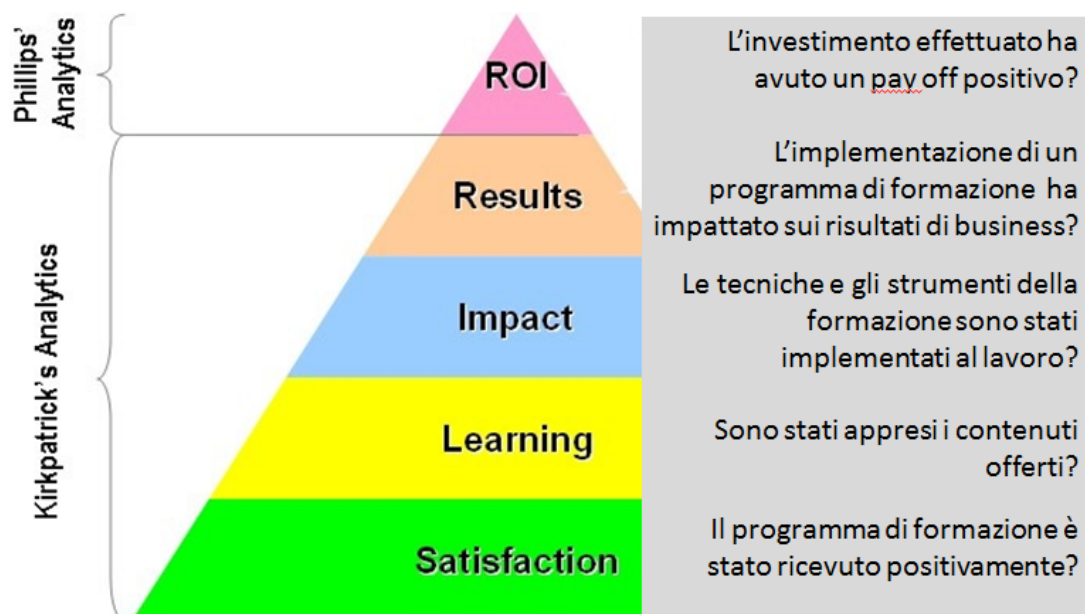 Phillips'
Analytics
ROI
L'investimento effettuato ha
avuto un pay off positivo?
Kirkpatrick's Analytics
Results
L'implementazione di un
programma di formazione ha
impattato sui risultati di business?
Impact
Le tecniche e gli strumenti della
formazione sono stati
implementati al lavoro?
Learning
Sono stati appresi i contenuti
offerti?
Satisfaction
Il programma di formazione è
stato ricevuto positivamente?